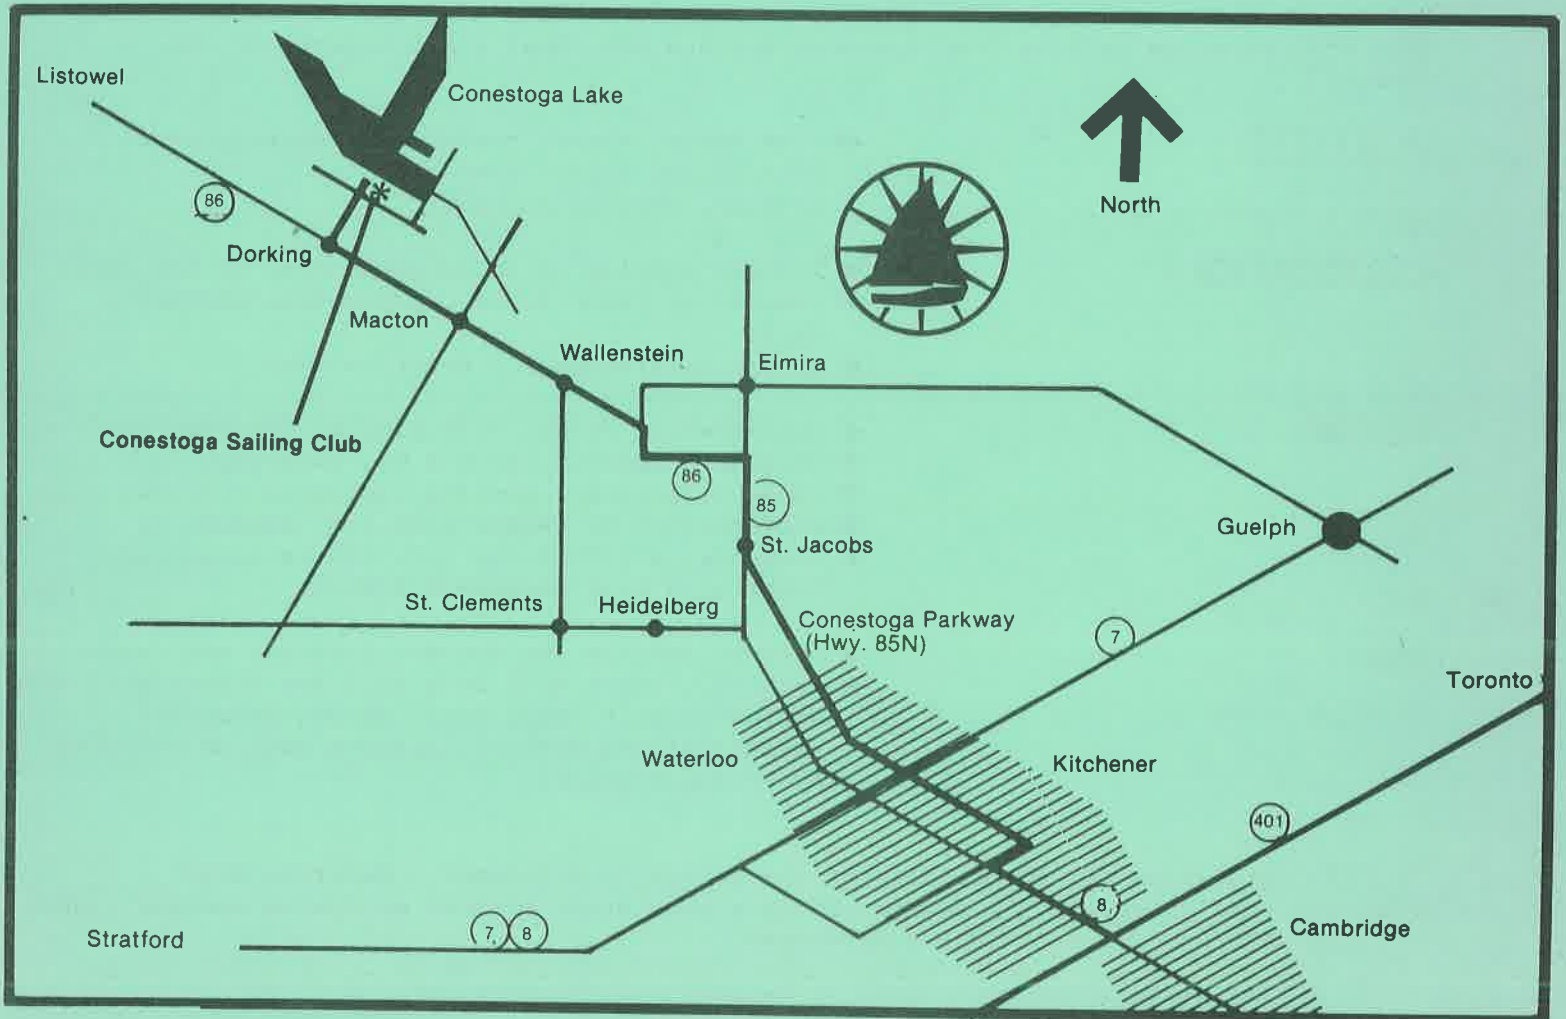 Listowel
Conestoga Lake
86
North
Dorking
Macton
Wallenstein
Elmira
Conestoga Sailing Club
86
85
Guelph
St. Jacobs
St. Clements
Heidelberg
Conestoga Parkway
(Hwy. 85N)
7
Toronto
Waterloo
Kitchener
401
8
Cambridge
Stratford
7
8